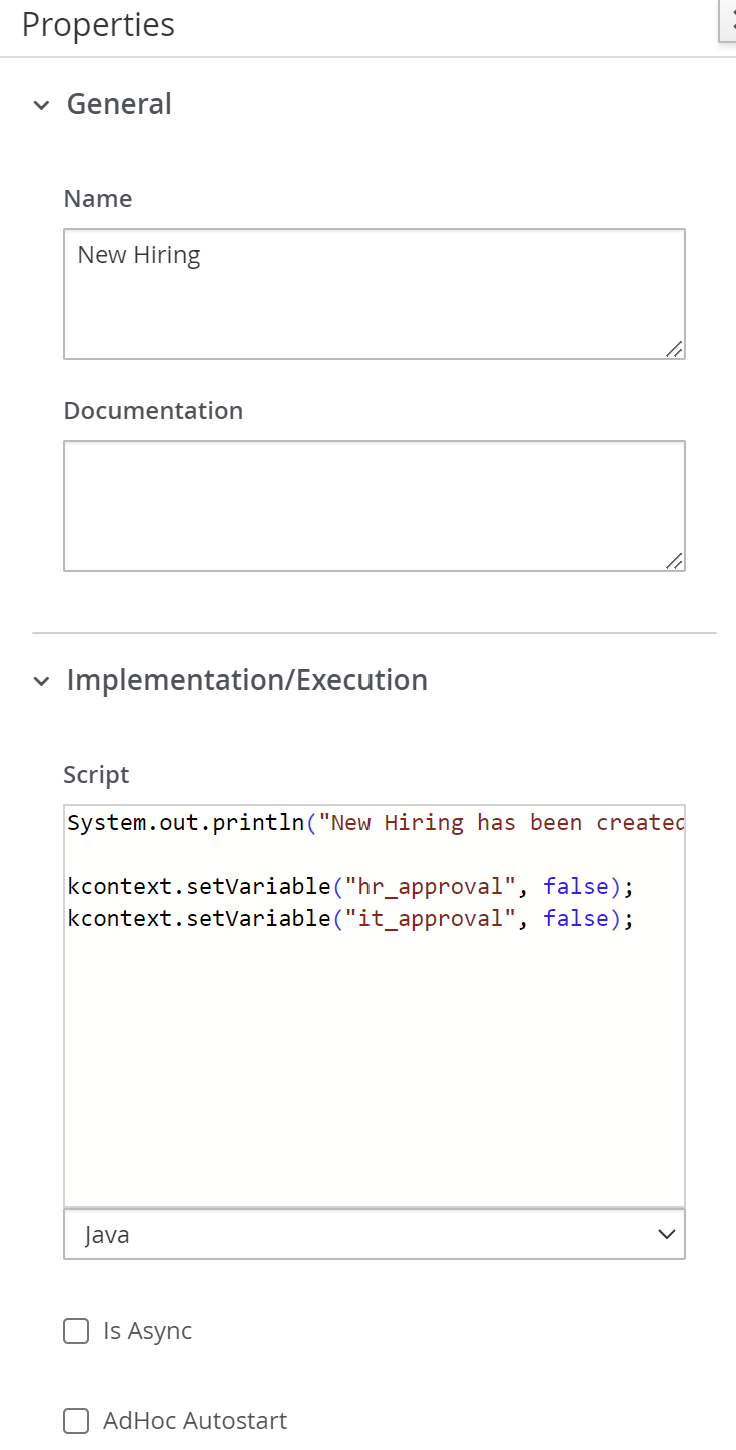 Properties
General
Name
New Hiring
Documentation
Implementation/Execution
Script
System.out.println("New Hiring has been created
kcontext.setVariable("hr_approval", false);
kcontext.setVariable("it_approval", false);
Java
Is Async
AdHoc Autostart